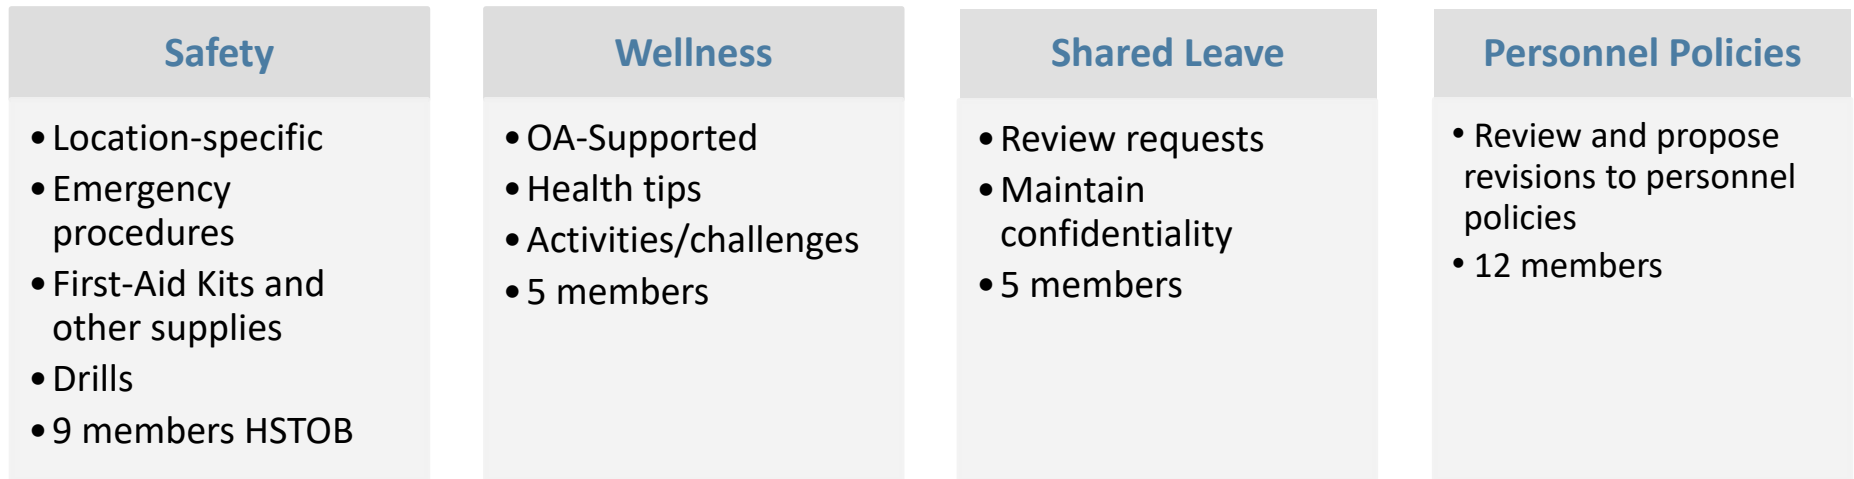 Safety
• Location-specific
• Emergency
procedures
• First-Aid Kits and
other supplies
• Drills
• 9 members HSTOB
Wellness
• OA-Supported
• Health tips
• Activities/challenges
• 5 members
Shared Leave
• Review requests
• Maintain
confidentiality
• 5 members
Personnel Policies
• Review and propose
revisions to personnel
policies
• 12 members